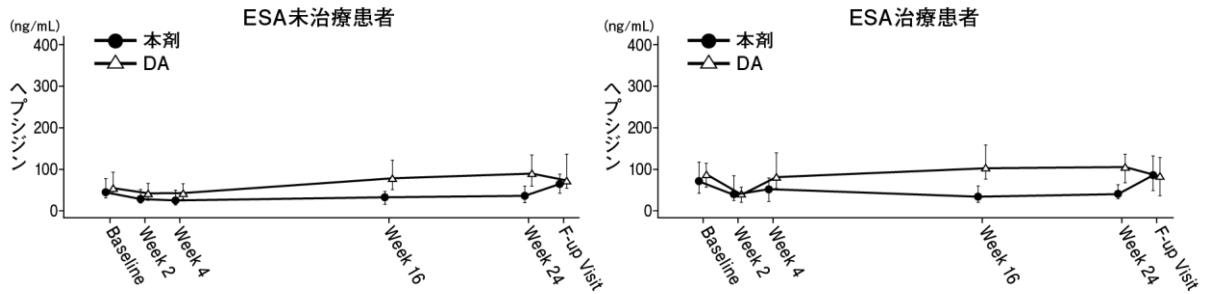 ESA未治療患者
(ng/mL)
400
300
200
100
0
ヘプシジン
本剤
DA
Baseline
Week 2
Week 4
Week 16
Week 24
F-up Visit
ESA治療患者
(ng/mL)
400
300
200
100
0
ヘプシジン
本剤
DA
Baseline
Week 2
Week 4
Week 16
Week 24
F-up Visit